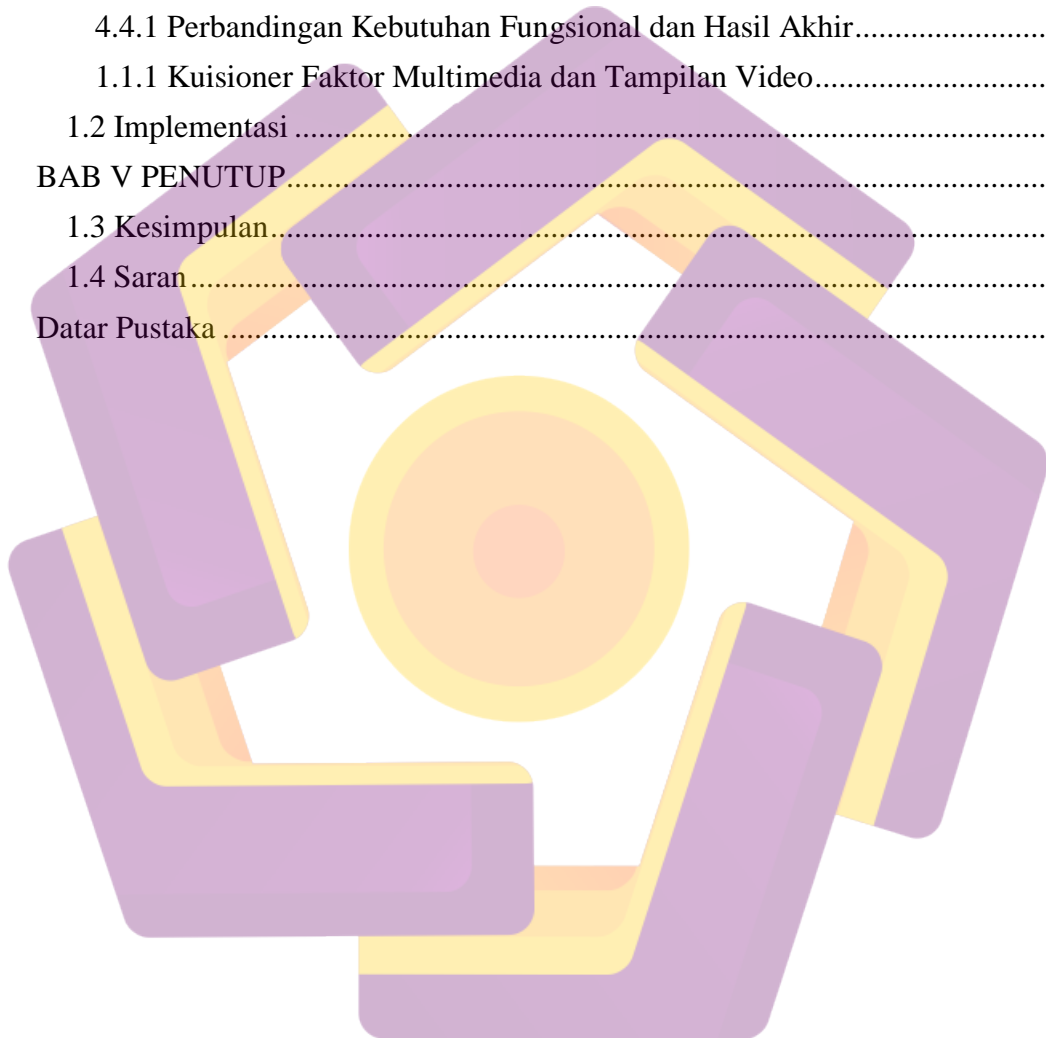 4.4.1 Perbandingan Kebutuhan Fungsional dan Hasil Akhir.........................
1.1.1 Kuisioner Faktor Multimedia dan Tampilan Video..............................
1.2 Implementasi ....................................................................................................
BAB V PENUTUP.....................................................................................................
1.3 Kesimpulan.......................................................................................................
1.4 Saran..................................................................................................................
Datar Pustaka ...........................................................................................................